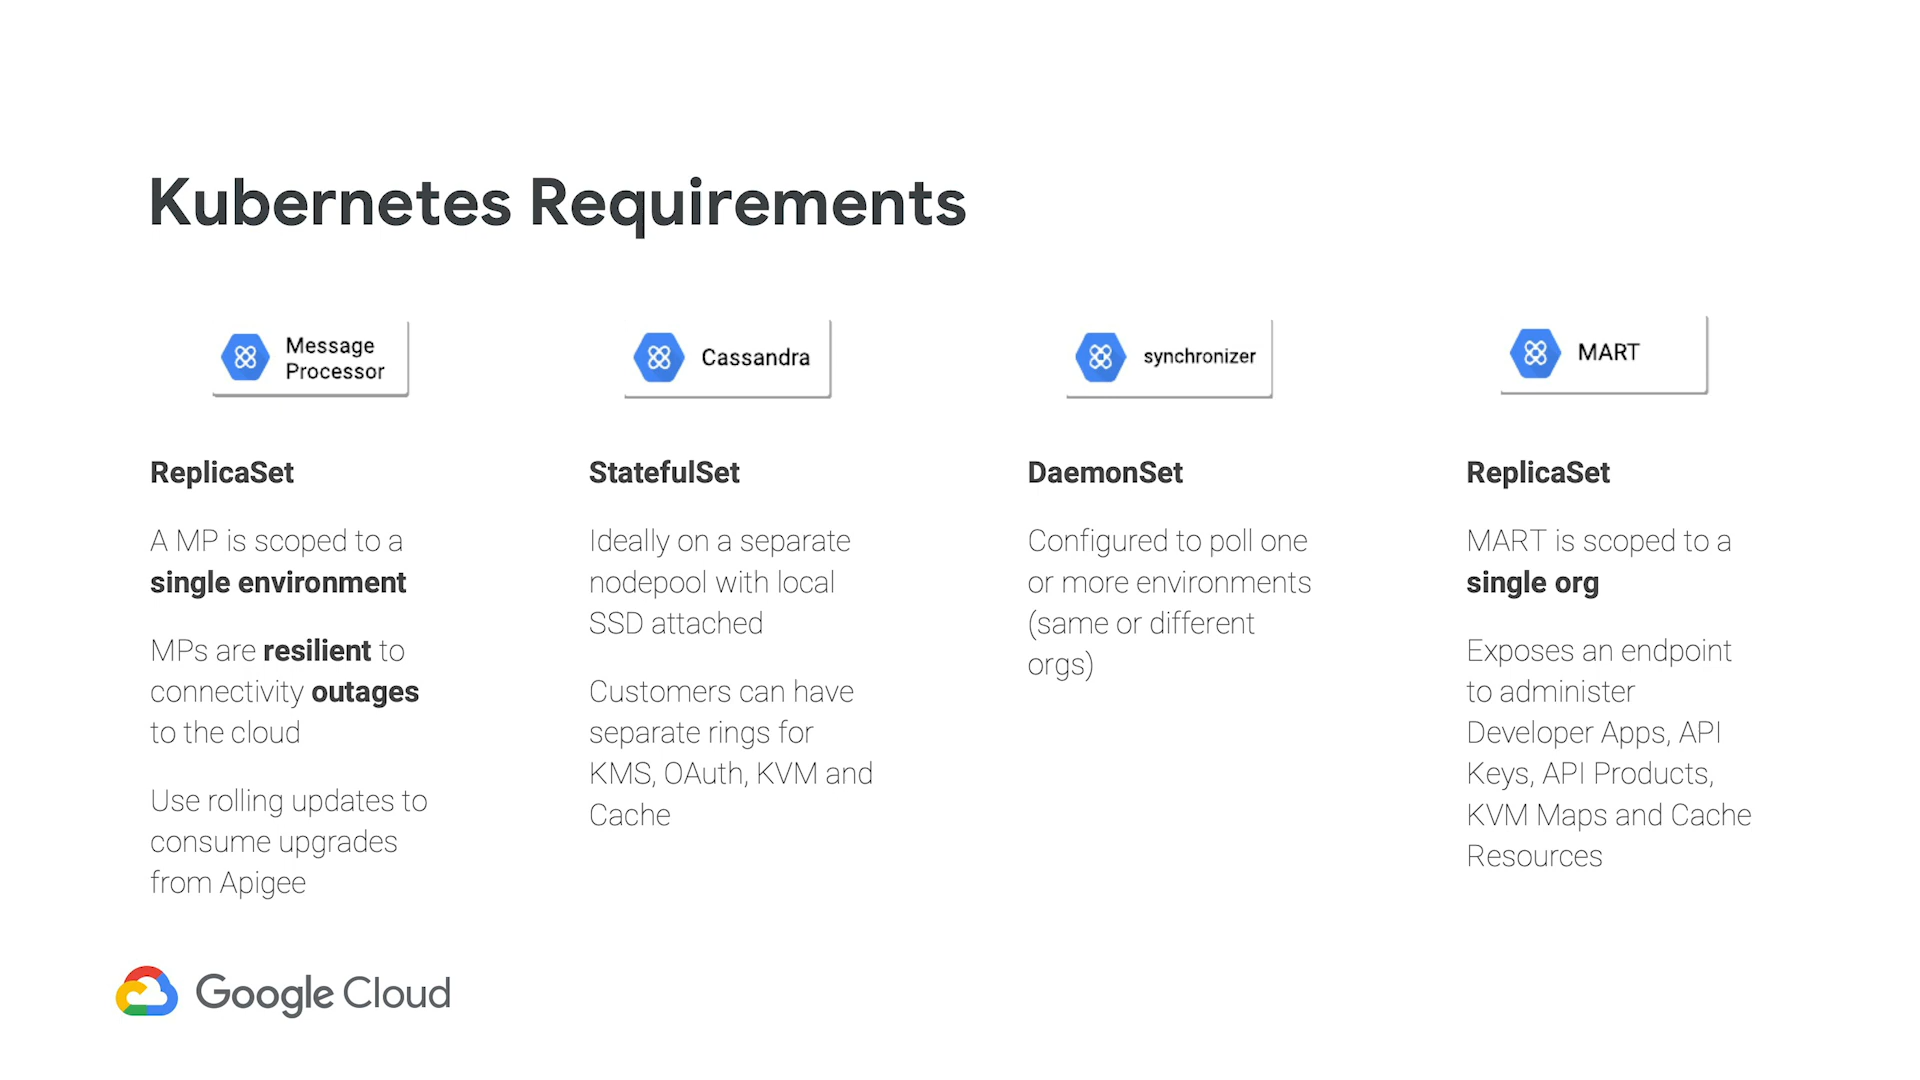 Kubernetes Requirements
Message
Processor
ReplicaSet
A MP is scoped to a
single environment
MPs are resilient to
connectivity outages
to the cloud
Use rolling updates to
consume upgrades
from Apigee
Cassandra
StatefulSet
Ideally on a separate
nodepool with local
SSD attached
Customers can have
separate rings for
KMS, OAuth, KVM and
Cache
synchronizer
DaemonSet
Configured to poll one
or more environments
(same or different
orgs)
MART
ReplicaSet
MART is scoped to a
single org
Exposes an endpoint
to administer
Developer Apps, API
Keys, API Products,
KVM Maps and Cache
Resources
Google Cloud